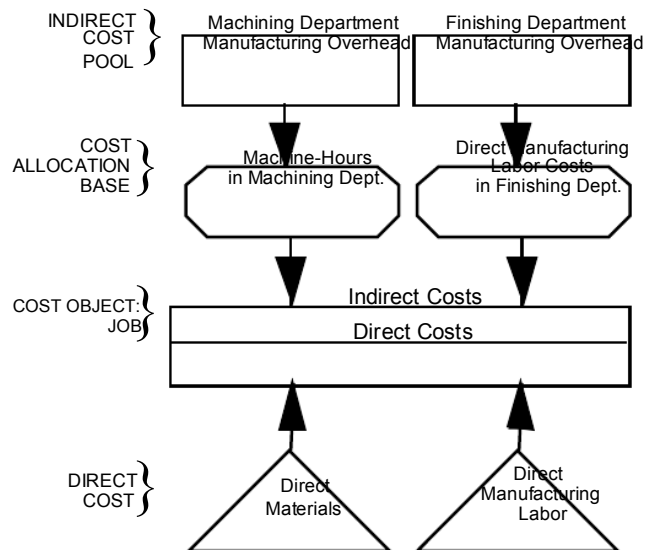 INDIRECT
COST
POOL
Machining Department
Manufacturing Overhead
Finishing Department
Manufacturing Overhead
COST
ALLOCATION
BASE
Machine-Hours
in Machining Dept.
Direct Manufacturing
Labor Costs
in Finishing Dept.
COST OBJECT:
JOB
Indirect Costs
Direct Costs
DIRECT
COST
Direct
Materials
Direct
Manufacturing
Labor